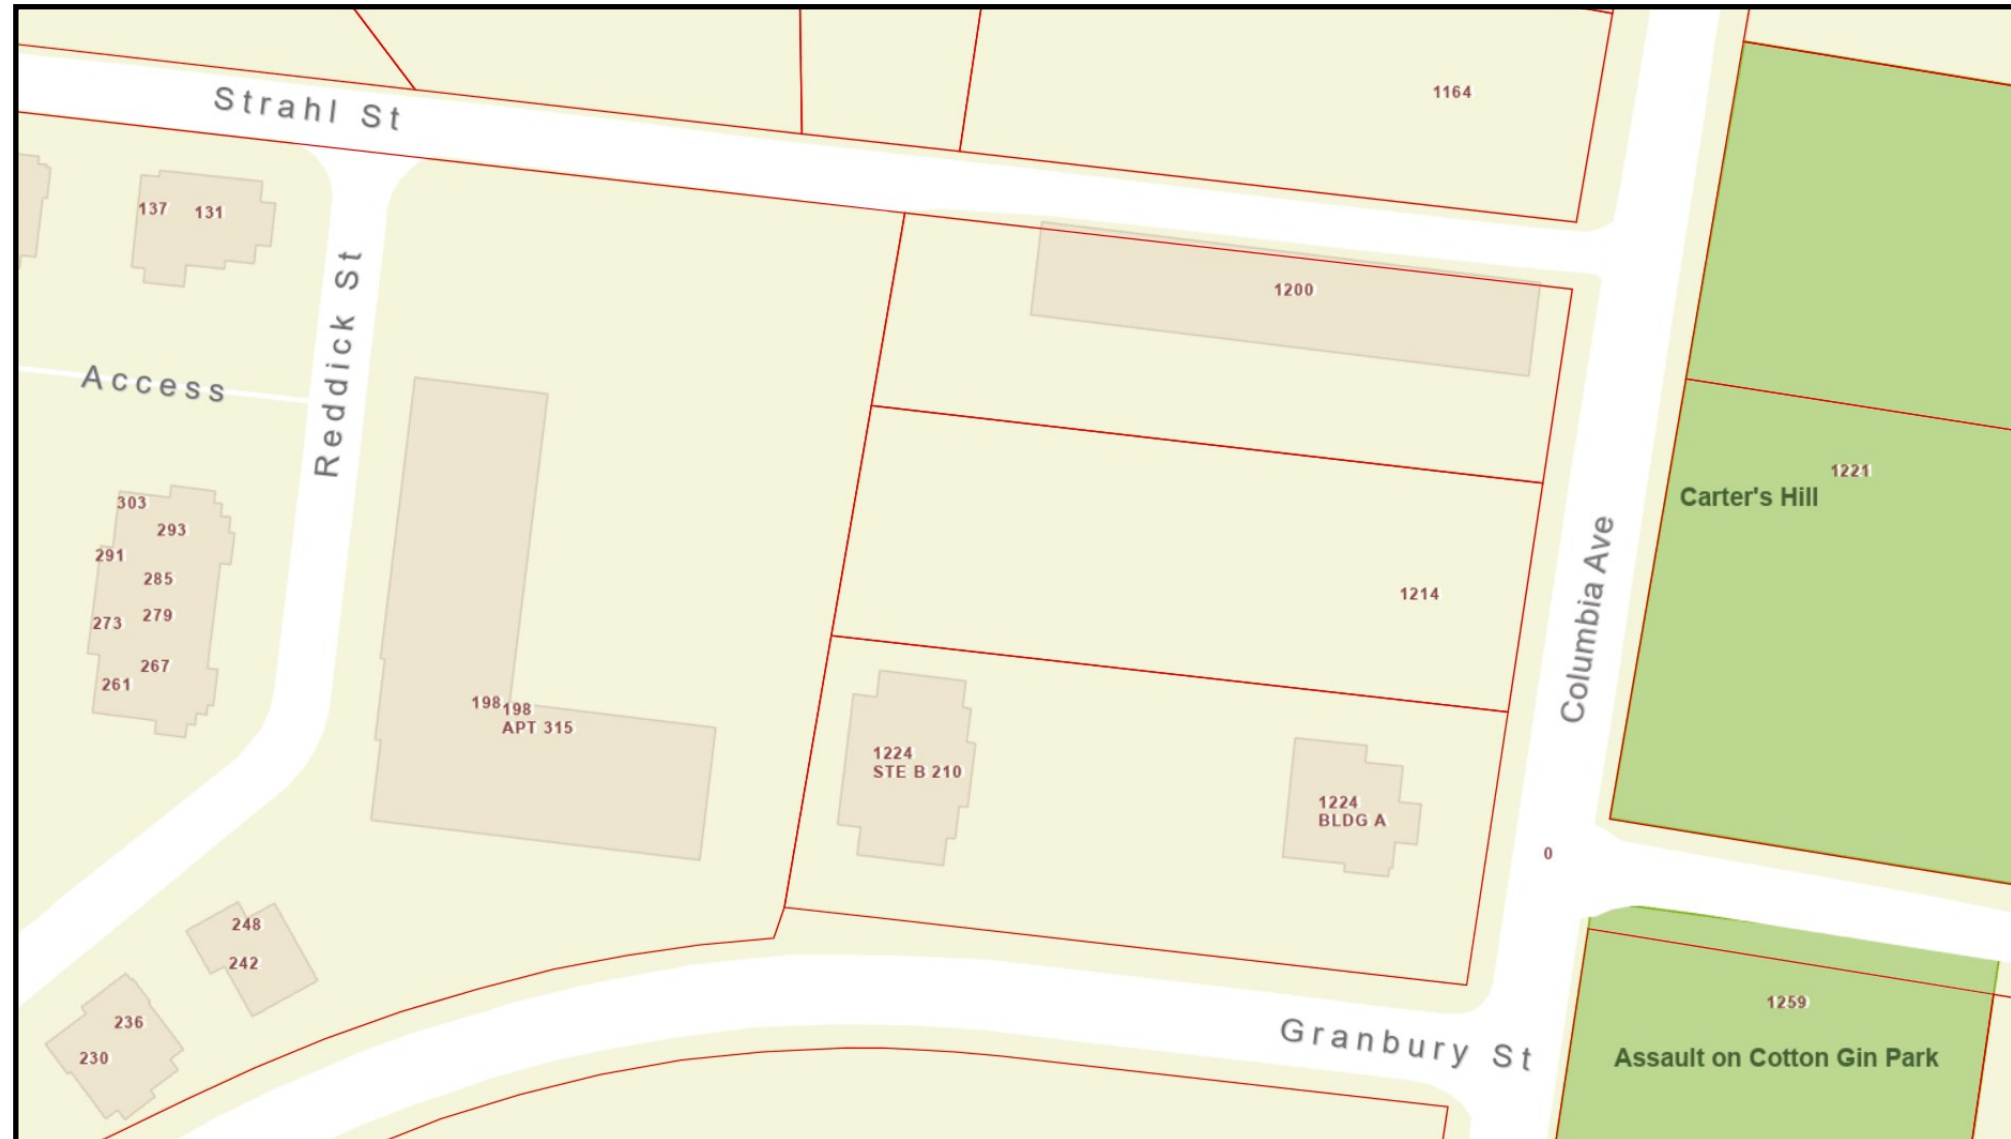 1164
Strahl St
137
131
1200
Reddick St
Access
1221
Carter's Hill
303
293
291
285
279
273
267
261
1214
Columbia Ave
198
198
APT 315
1224
STE B 210
1224
BLDG A
0
248
242
236
230
1259
Granbury St
Assault on Cotton Gin Park